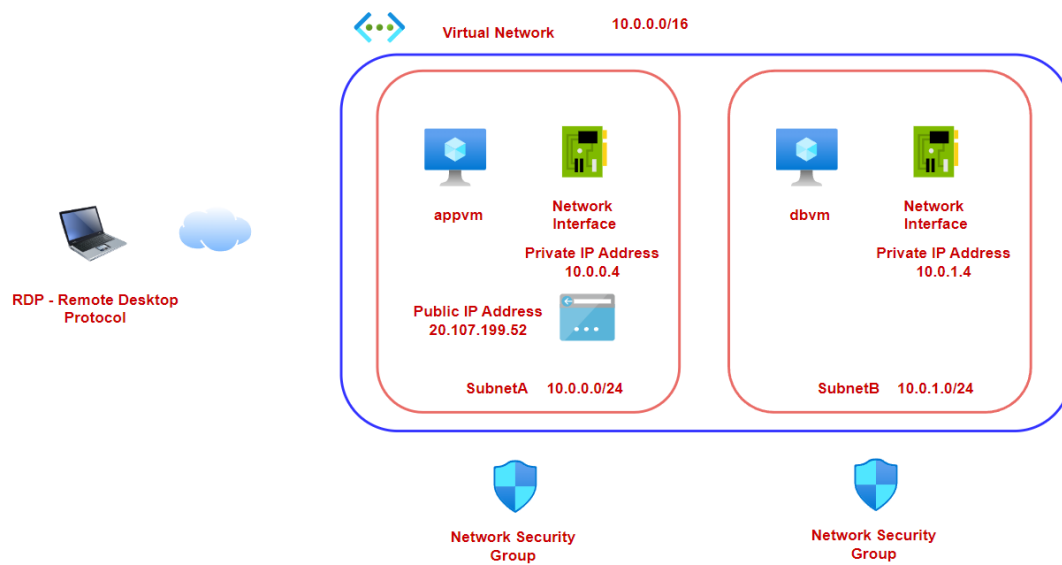 Virtual Network
10.0.0.0/16
appvm
Network
Interface
Private IP Address
10.0.0.4
Public IP Address
20.107.199.52
SubnetA
10.0.0.0/24
dbvm
Network
Interface
Private IP Address
10.0.1.4
SubnetB
10.0.1.0/24
RDP - Remote Desktop
Protocol
Network Security
Group
Network Security
Group